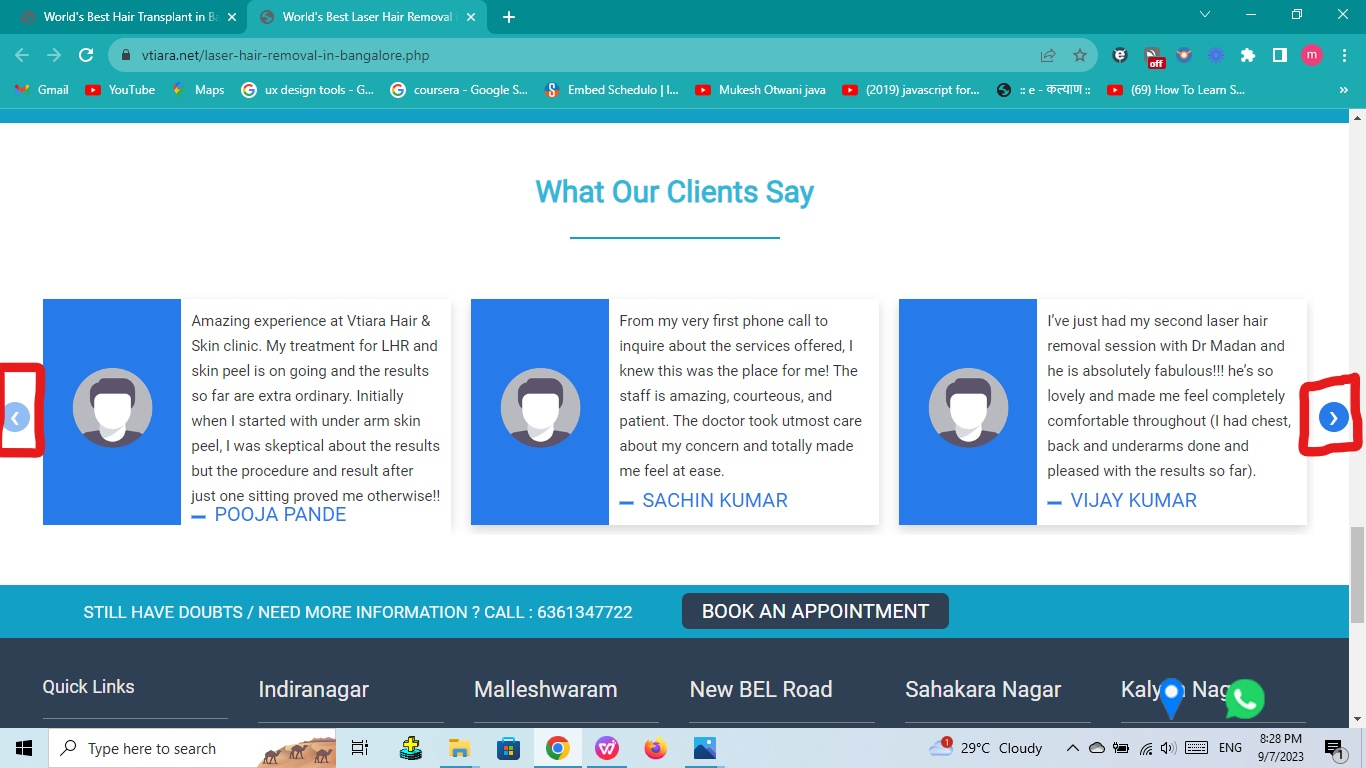 World's Best Hair Transplant in Ba
World's Best Laser Hair Removal
vtiara.net/laser-hair-removal-in-bangalore.php
off
m
Gmail
YouTube
Maps
ux design tools - G...
coursera - Google S...
Embed Schedulo | I...
Mukesh Otwani java
(2019) javascript for...
:: e - कल्याण ::
(69) How To Learn S...
»
What Our Clients Say
Amazing experience at Vtiara Hair &
Skin clinic. My treatment for LHR and
skin peel is on going and the results
so far are extra ordinary. Initially
when I started with under arm skin
peel, I was skeptical about the results
but the procedure and result after
just one sitting proved me otherwise!!
POOJA PANDE
From my very first phone call to
inquire about the services offered, I
knew this was the place for me! The
staff is amazing, courteous, and
patient. The doctor took utmost care
about my concern and totally made
me feel at ease.
SACHIN KUMAR
I’ve just had my second laser hair
removal session with Dr Madan and
he is absolutely fabulous!!! he’s so
lovely and made me feel completely
comfortable throughout (I had chest,
back and underarms done and
pleased with the results so far).
VIJAY KUMAR
STILL HAVE DOUBTS / NEED MORE INFORMATION ? CALL : 6361347722
BOOK AN APPOINTMENT
Quick Links
Indiranagar
Malleshwaram
New BEL Road
Sahakara Nagar
Type here to search
1
29°C Cloudy
ENG
8:28 PM
9/7/2023
1